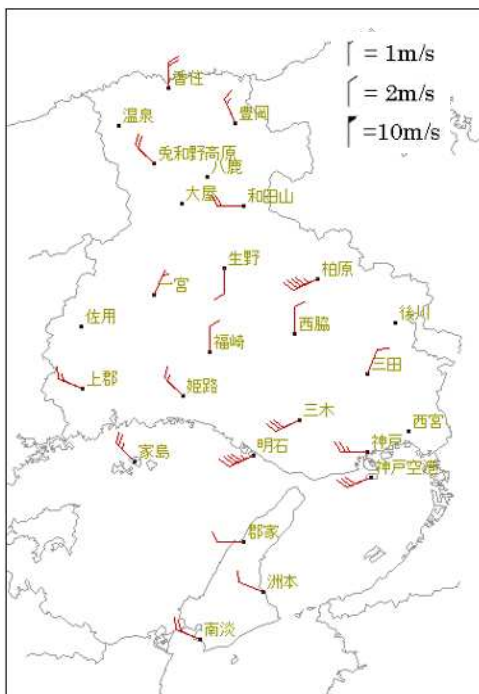 = 1m/s
= 2m/s
=10m/s
香住
温泉
豊岡
兎和野高原
八鹿
大屋
和田山
生野
柏原
一宮
佐用
西脇
後川
福崎
三田
上郡
姫路
三木
西宮
明石
神戸
家島
神戸空港
郡家
洲本
南淡